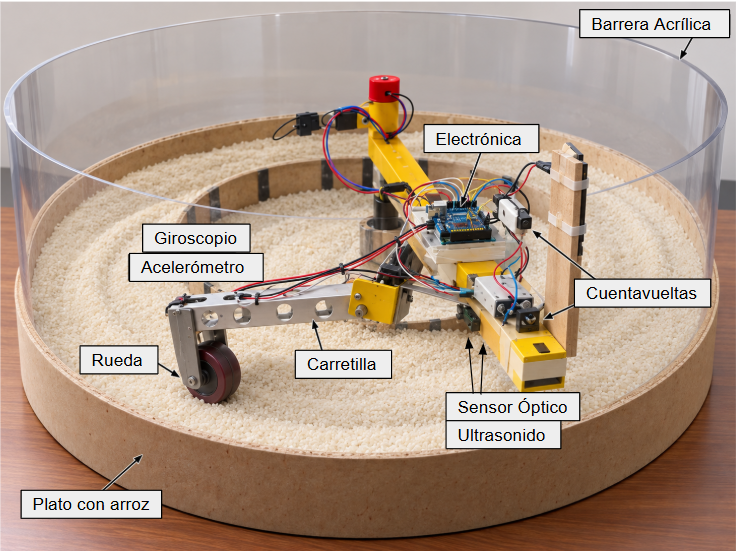 Barrera Acrílica
Electrónica
Giroscopio
Acelerómetro
Cuentavueltas
Rueda
Carretilla
Sensor Óptico
Ultrasonido
Plato con arroz